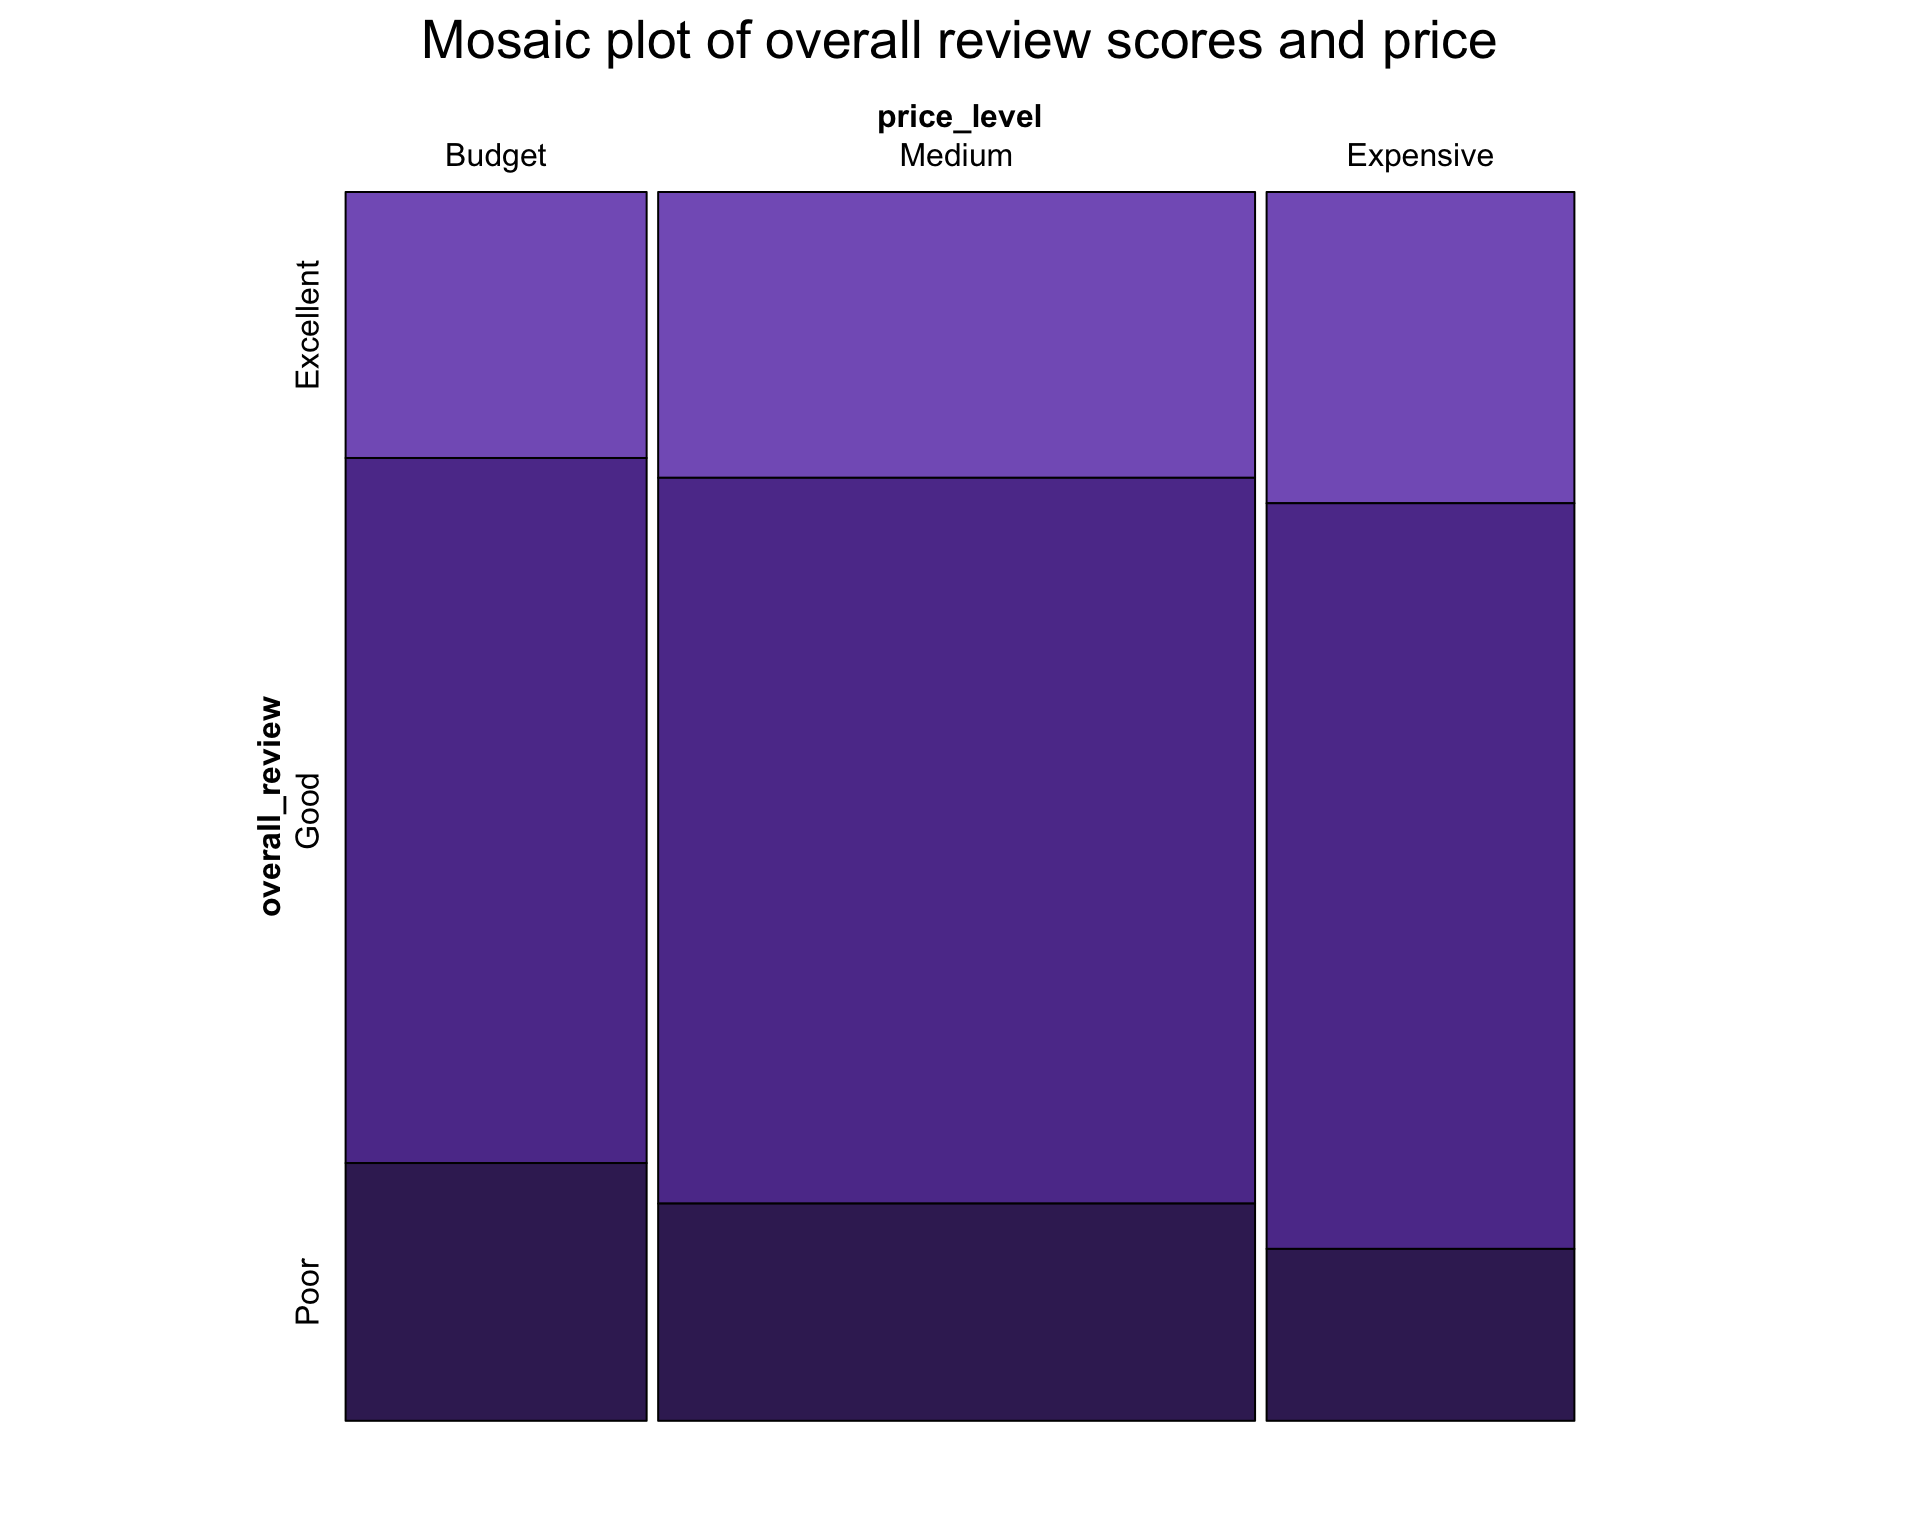 Mosaic plot of overall review scores and price
price_level
Budget Medium Expensive
Excellent
overall_review
Good
Poor